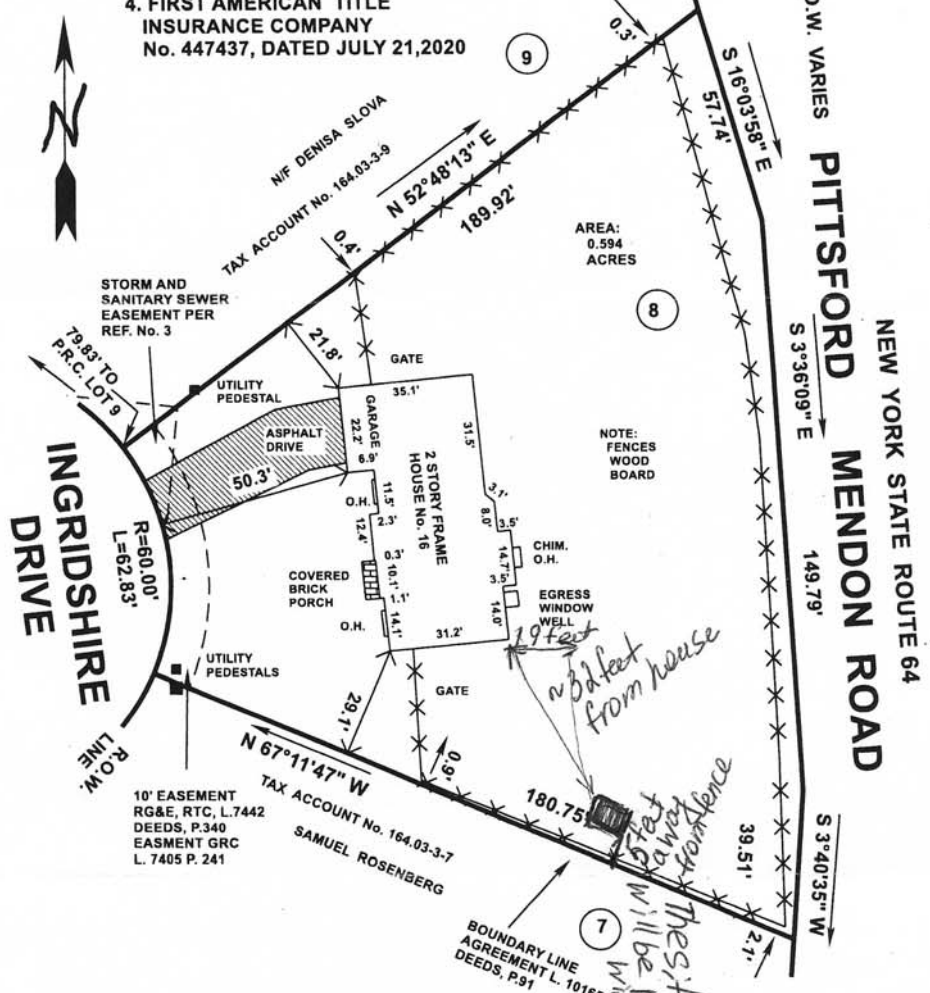 4. FIRST AMERICAN TITLE
INSURANCE COMPANY
No. 447437, DATED JULY 21,2020
N
9
0.3'
S 16°03'58" E
57.74'
O.W. VARIES
PITTSFORD MENDON ROAD
NEW YORK STATE ROUTE 64
N/F DENISA SLOVA
TAX ACCOUNT No. 164.03-3-9
N 52°48'13" E
189.92'
0.4'
AREA:
0.594
ACRES
8
STORM AND
SANITARY SEWER
EASEMENT PER
REF. No. 3
79.83' TO
P.R.C. LOT 9
21.8'
GATE
UTILITY
PEDESTAL
35.1'
S 3°36'09" E
149.79'
GARAGE
22.2'
6.9'
ASPHALT
DRIVE
50.3'
31.5'
NOTE:
FENCES
WOOD
BOARD
2 STORY FRAME
HOUSE No. 16
O.H.
11.5'
2.3'
12.4'
3.1'
8.0'
3.5'
14.7'
3.5'
CHIM.
O.H.
INGRIDSHIRE
DRIVE
R=60.00'
L=62.83'
COVERED
BRICK
PORCH
0.3'
10.1'
1.1'
O.H.
14.1'
14.0'
31.2'
EGRESS
WINDOW
WELL
19 feet
~32 feet
from house
UTILITY
PEDESTALS
GATE
29.1'
R.O.W.
LINE
N 67°11'47" W
0.9'
180.75'
TAX ACCOUNT No. 164.03-3-7
SAMUEL ROSENBERG
10' EASEMENT
RG&E, RTC, L.7442
DEEDS, P.340
EASMENT GRC
L. 7405 P. 241
5 feet
away
from fence
will be
39.51'
S 3°40'35" W
2.7'
7
BOUNDARY LINE
AGREEMENT L.
DEEDS, P.91